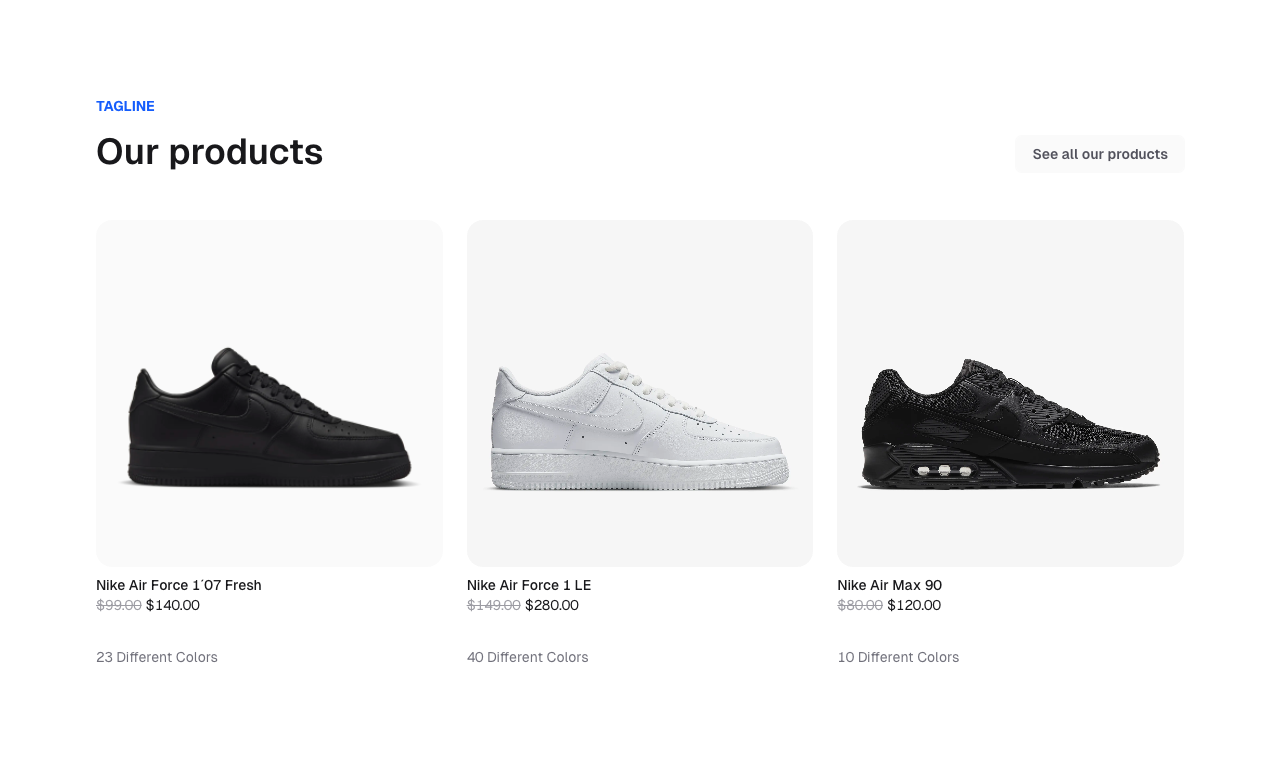 TAGLINE
Our products
See all our products
Nike Air Force 1´07 Fresh
$99.00 $140.00
23 Different Colors
Nike Air Force 1 LE
$149.00 $280.00
40 Different Colors
Nike Air Max 90
$80.00 $120.00
10 Different Colors